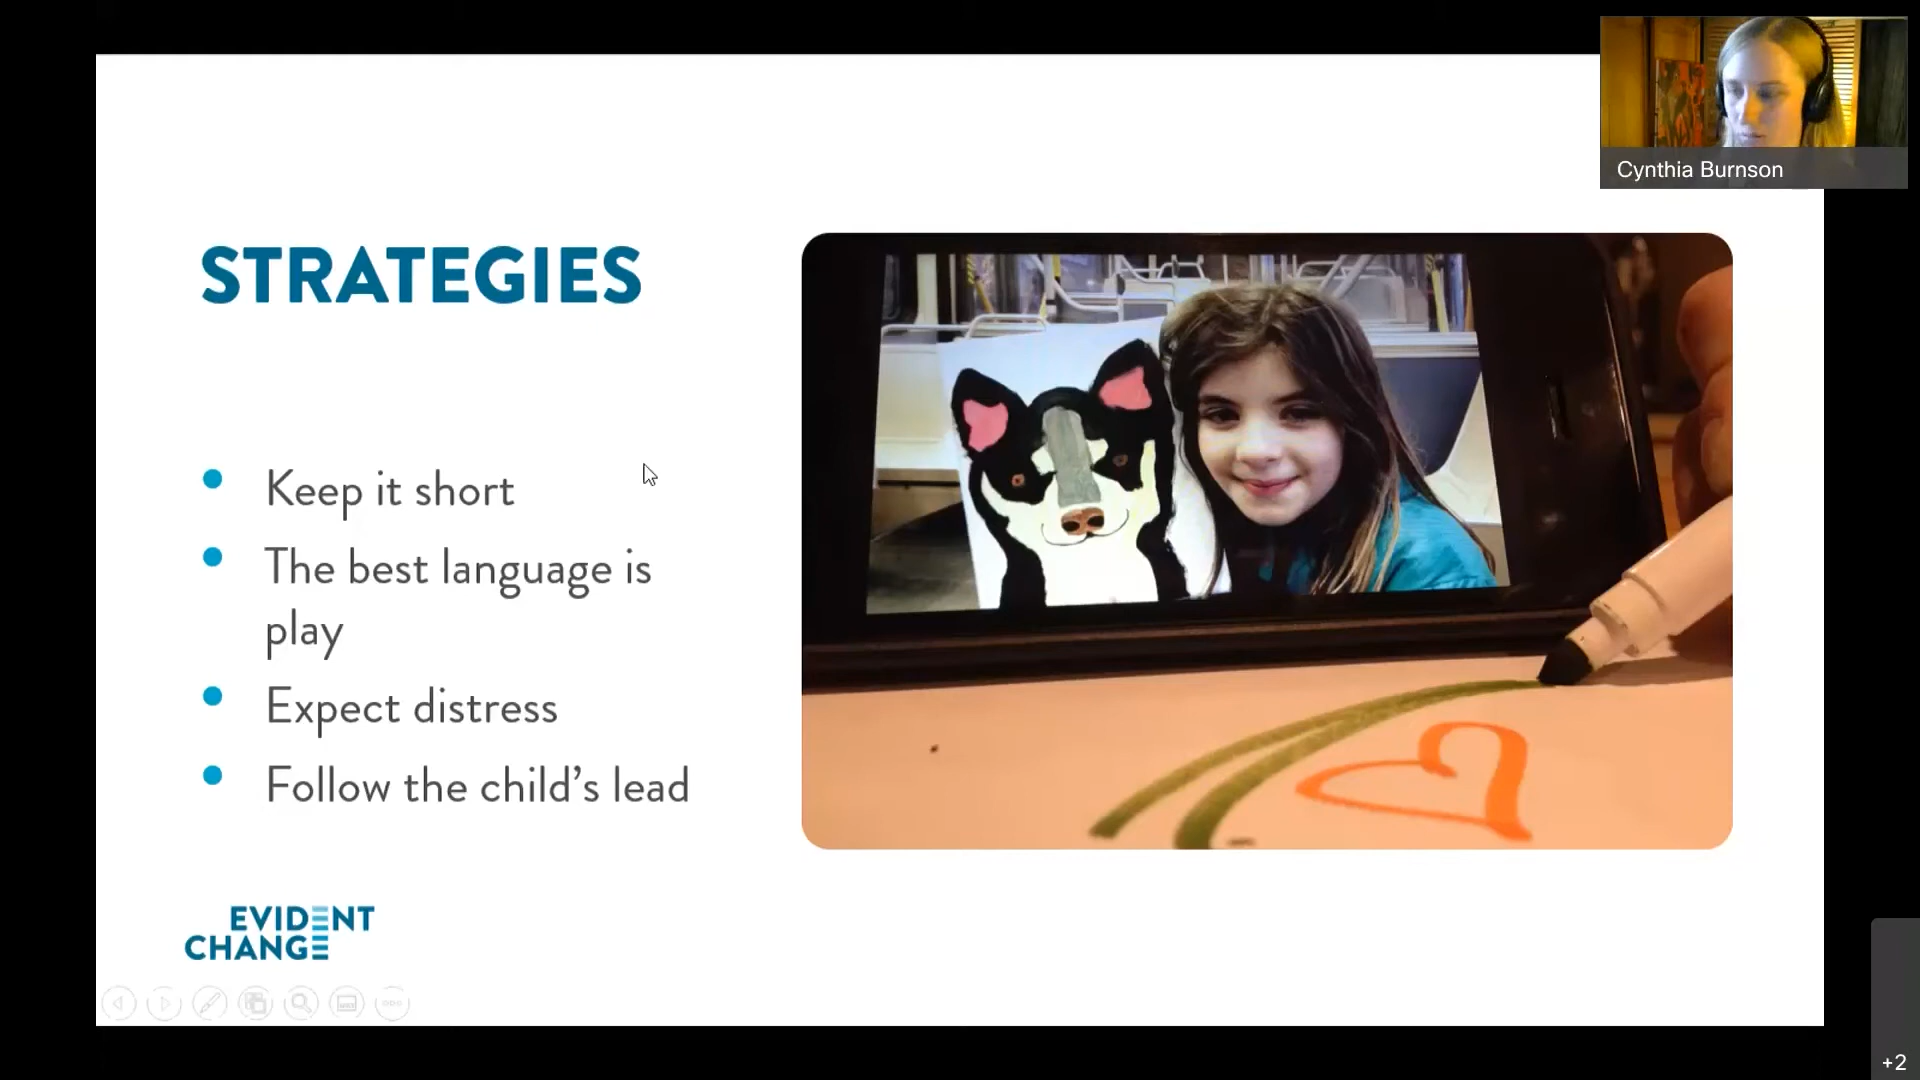 Cynthia Burnson
STRATEGIES
Keep it short
The best language is
play
Expect distress
Follow the child’s lead
EVIDENT
CHANGE
+2